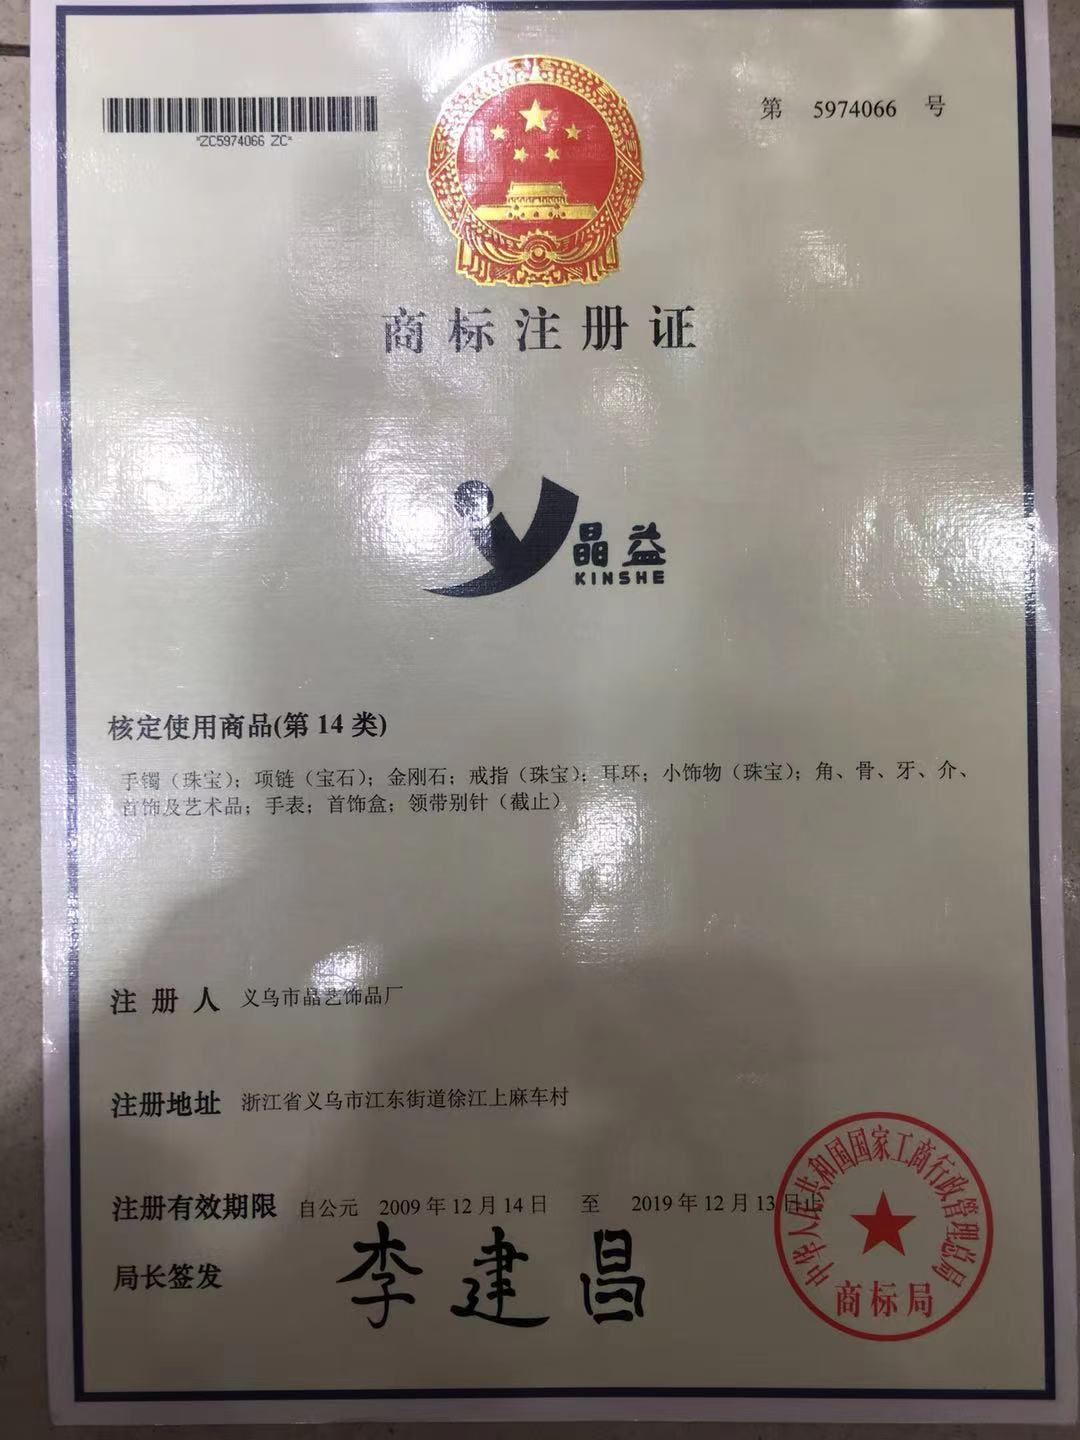 *ZC5974066 ZC*
第 5974066 号
商标注册证
晶益
KINSHE
核定使用商品(第 14 类)
手镯（珠宝）；项链（宝石）；金刚石；戒指（珠宝）；耳环；小饰物（珠宝）；角、骨、牙、介、
首饰及艺术品；手表；首饰盒；领带别针（截止）
注 册 人 义乌市晶艺饰品厂
注册地址 浙江省义乌市江东街道徐江上麻车村
注册有效期限 自公元 2009 年 12 月 14 日 至 2019 年 12 月 13 日止
局长签发 李建昌
中华人民共和国国家工商行政管理总局
商标局